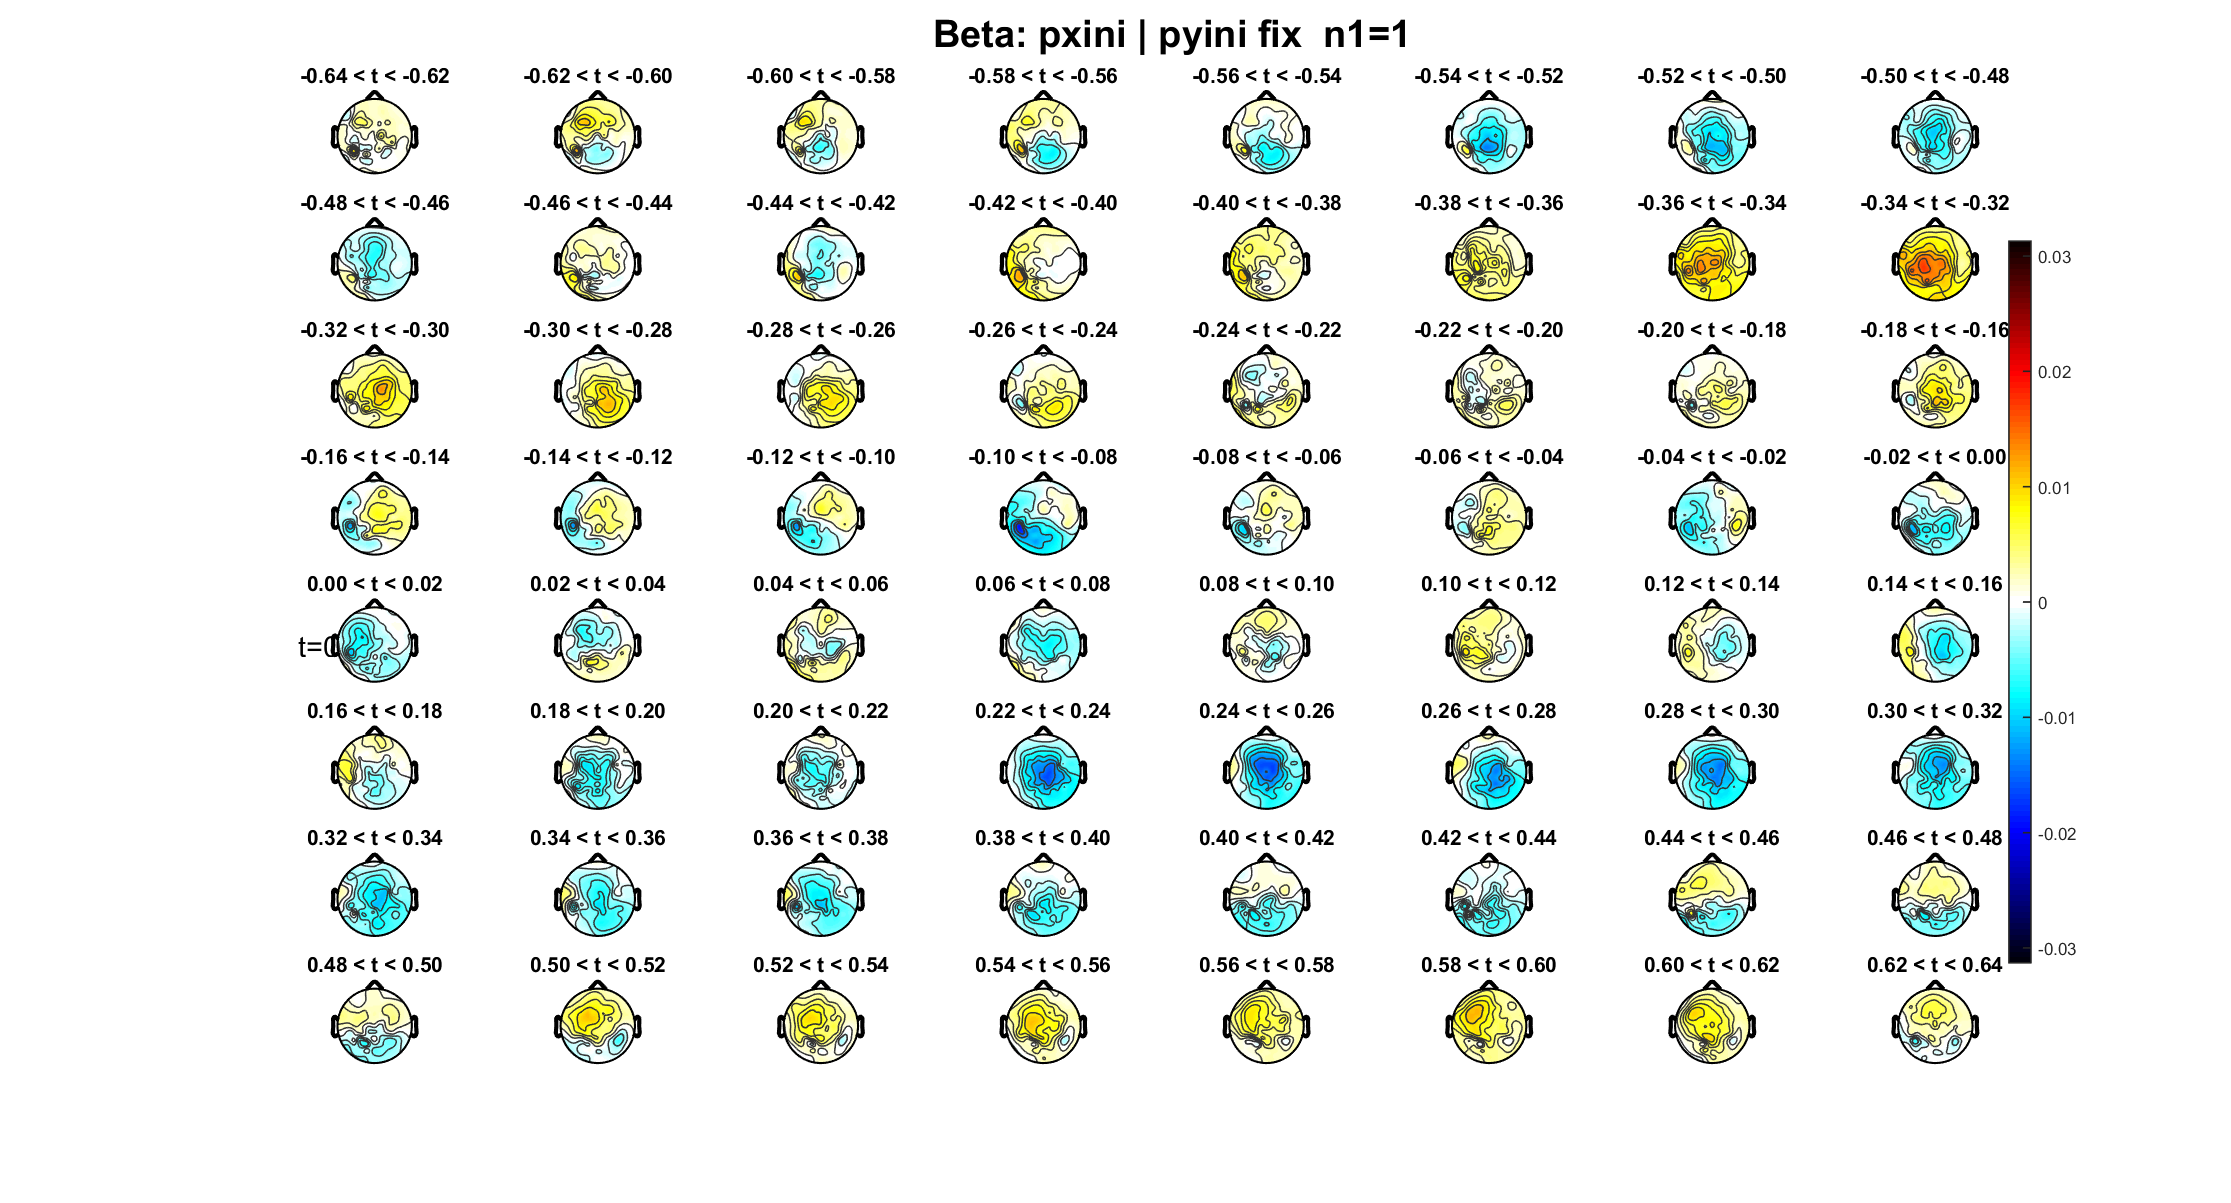 Beta: pxini | pyini fix  n1=1
-0.64 < t < -0.62
-0.62 < t < -0.60
-0.60 < t < -0.58
-0.58 < t < -0.56
-0.56 < t < -0.54
-0.54 < t < -0.52
-0.52 < t < -0.50
-0.50 < t < -0.48
-0.48 < t < -0.46
-0.46 < t < -0.44
-0.44 < t < -0.42
-0.42 < t < -0.40
-0.40 < t < -0.38
-0.38 < t < -0.36
-0.36 < t < -0.34
-0.34 < t < -0.32
-0.32 < t < -0.30
-0.30 < t < -0.28
-0.28 < t < -0.26
-0.26 < t < -0.24
-0.24 < t < -0.22
-0.22 < t < -0.20
-0.20 < t < -0.18
-0.18 < t < -0.16
-0.16 < t < -0.14
-0.14 < t < -0.12
-0.12 < t < -0.10
-0.10 < t < -0.08
-0.08 < t < -0.06
-0.06 < t < -0.04
-0.04 < t < -0.02
-0.02 < t < 0.00
0.00 < t < 0.02
0.02 < t < 0.04
0.04 < t < 0.06
0.06 < t < 0.08
0.08 < t < 0.10
0.10 < t < 0.12
0.12 < t < 0.14
0.14 < t < 0.16
t=0
0.16 < t < 0.18
0.18 < t < 0.20
0.20 < t < 0.22
0.22 < t < 0.24
0.24 < t < 0.26
0.26 < t < 0.28
0.28 < t < 0.30
0.30 < t < 0.32
0.32 < t < 0.34
0.34 < t < 0.36
0.36 < t < 0.38
0.38 < t < 0.40
0.40 < t < 0.42
0.42 < t < 0.44
0.44 < t < 0.46
0.46 < t < 0.48
0.48 < t < 0.50
0.50 < t < 0.52
0.52 < t < 0.54
0.54 < t < 0.56
0.56 < t < 0.58
0.58 < t < 0.60
0.60 < t < 0.62
0.62 < t < 0.64
0.03
0.02
0.01
0
-0.01
-0.02
-0.03